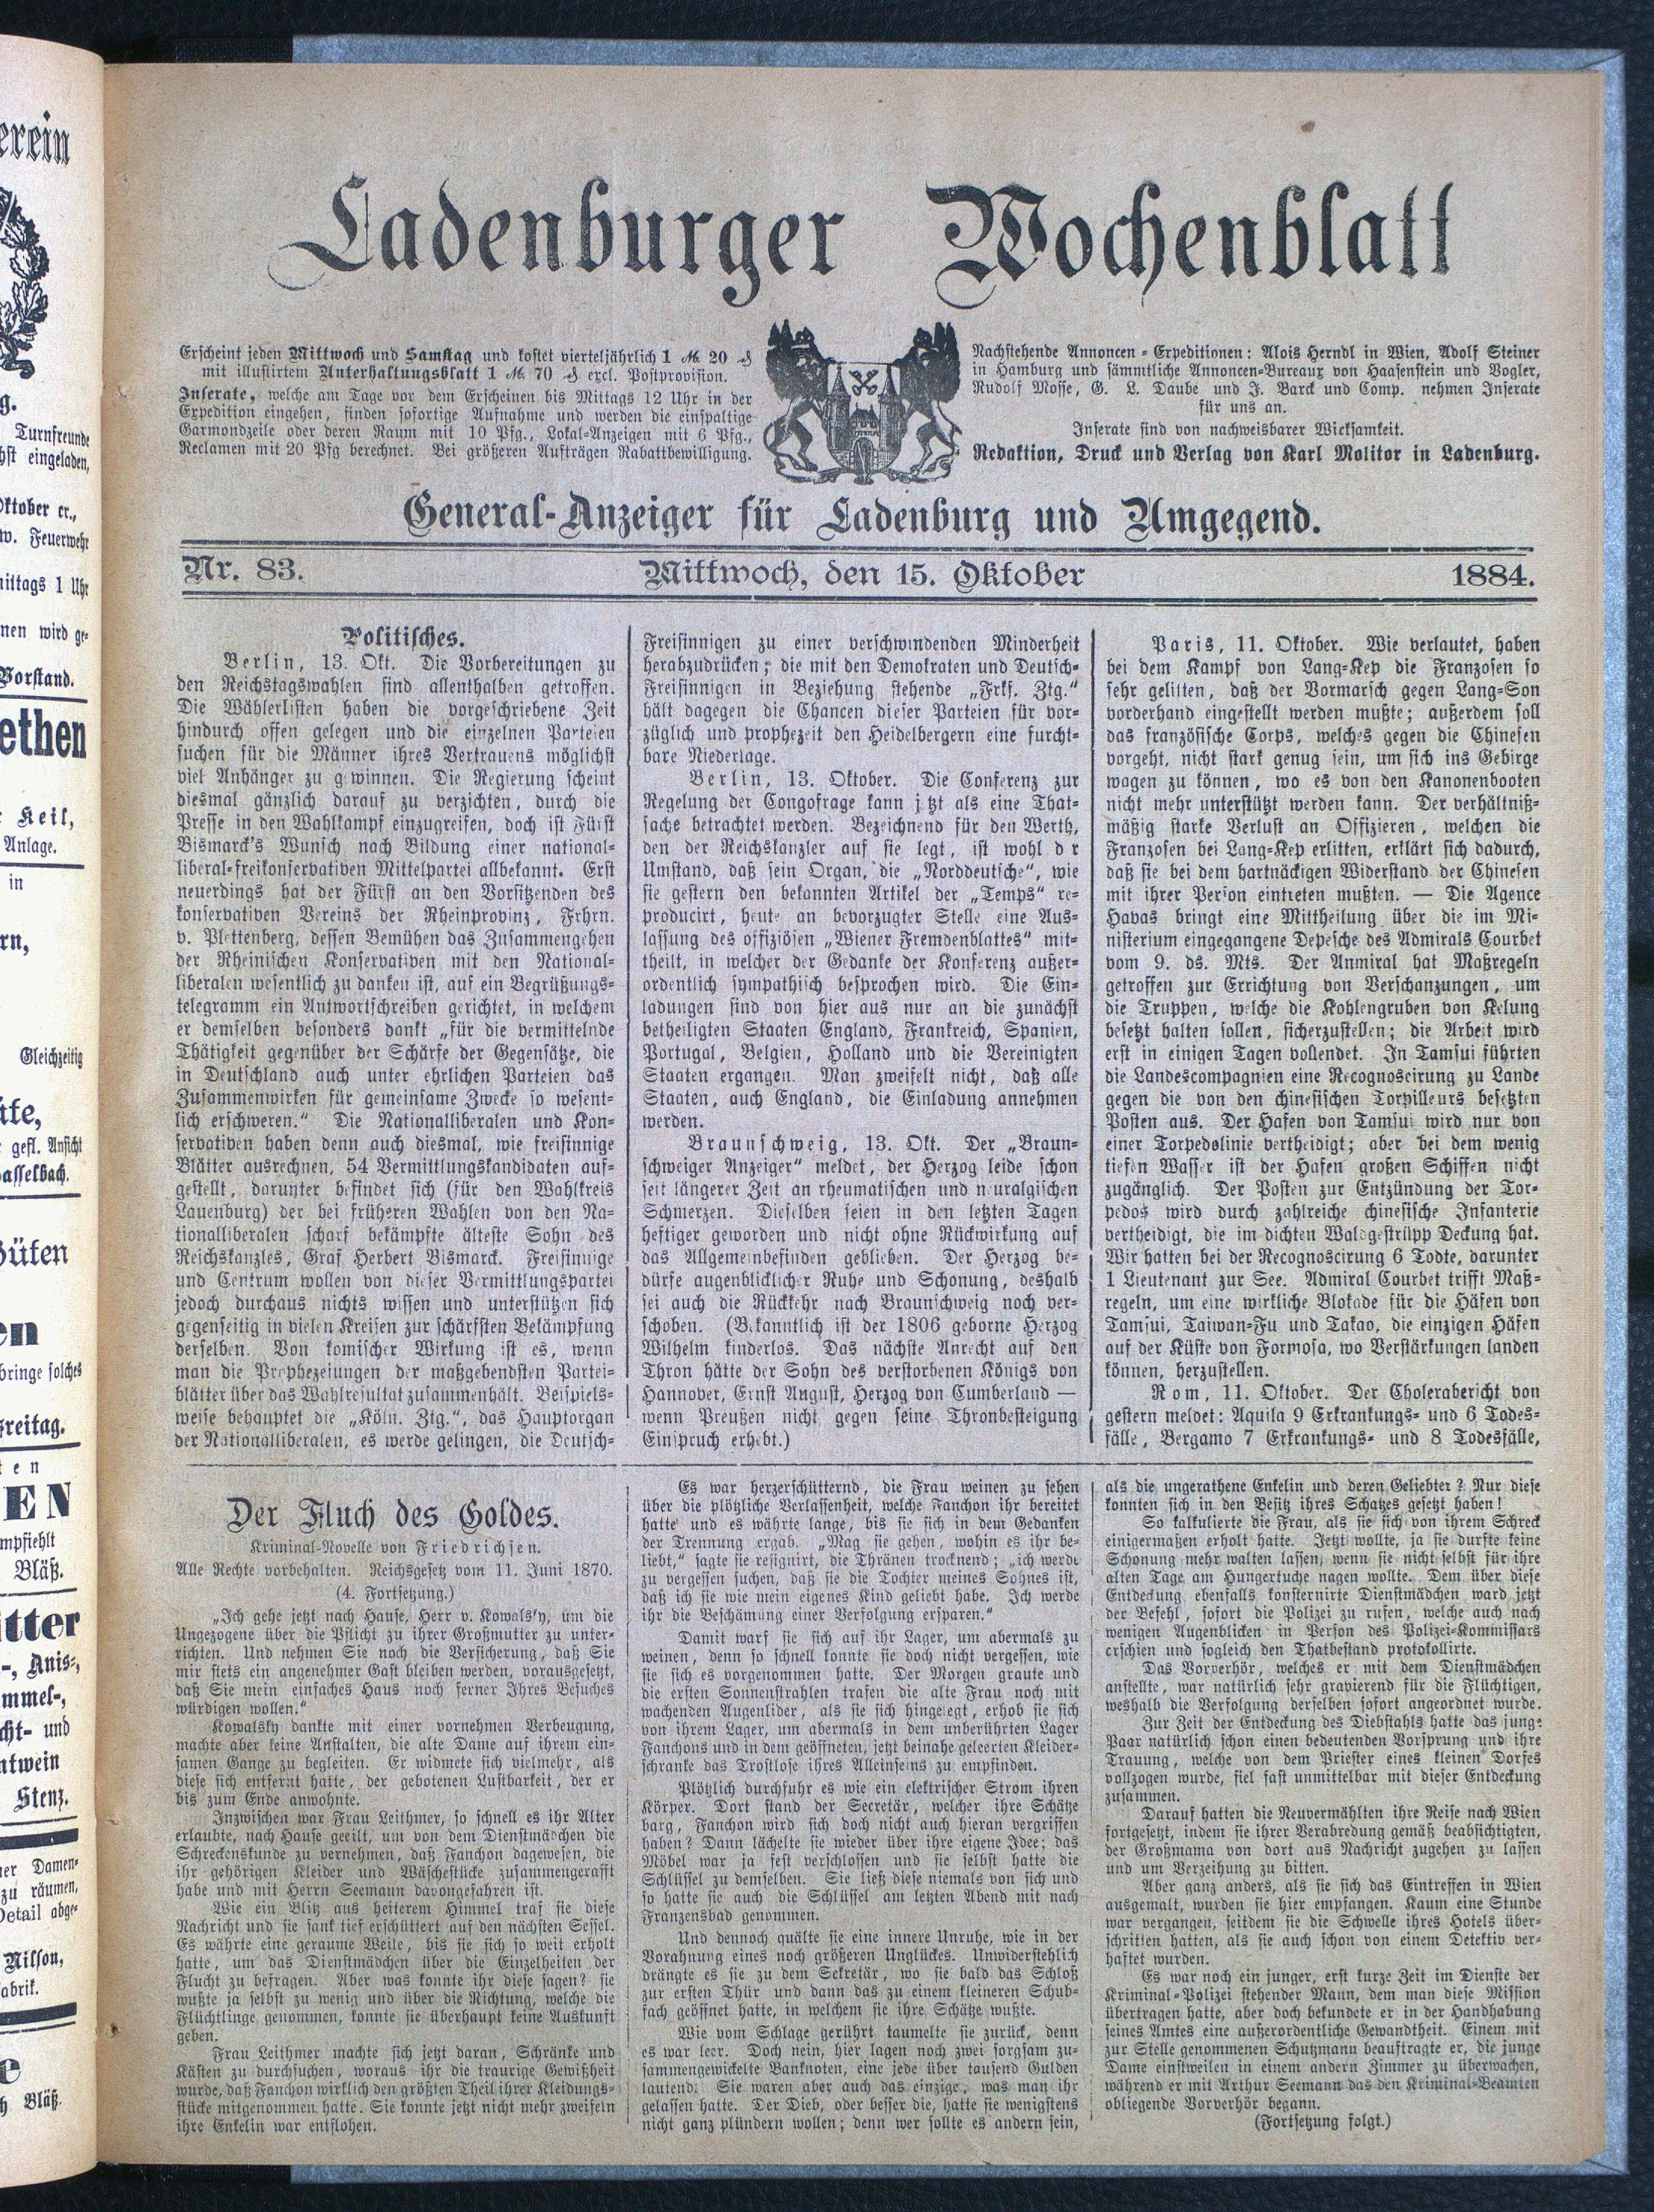 Ladenburger Wochenblatt
Erscheint jeden Mittwoch und Samstag und kostet vierteljährlich 1 M. 20 ₰
mit illustirtem Unterhaltungsblatt 1 M. 70 ₰ excl. Postprovision.
Inserate, welche am Tage vor dem Erscheinen bis Mittags 12 Uhr in der
Expedition eingehen, finden sofortige Aufnahme und werden die einspaltige
Garmondzeile oder deren Raum mit 10 Pfg., Lokal-Anzeigen mit 6 Pfg.,
Reclamen mit 20 Pfg berechnet. Bei größeren Aufträgen Rabattbewilligung.
Nachstehende Annoncen-Expeditionen: Alois Herndl in Wien, Adolf Steiner
in Hamburg und sämmtliche Annoncen-Bureaux von Haasenstein und Vogler,
Rudolf Mosse, G. L. Daube und J. Barck und Comp. nehmen Inserate
für uns an.
Inserate sind von nachweisbarer Wirksamkeit.
Redaktion, Druck und Verlag von Karl Molitor in Ladenburg.
General-Anzeiger für Ladenburg und Umgegend.
Nr. 83. Mittwoch, den 15. Oktober 1884.
Politisches.
Berlin, 13. Okt. Die Vorbereitungen zu
den Reichstagswahlen sind allenthalben getroffen.
Die Wählerlisten haben die vorgeschriebene Zeit
hindurch offen gelegen und die einzelnen Parteien
suchen für die Männer ihres Vertrauens möglichst
viel Anhänger zu g winnen. Die Regierung scheint
diesmal gänzlich darauf zu verzichten, durch die
Presse in den Wahlkampf einzugreifen, doch ist Fürst
Bismarck's Wunsch nach Bildung einer national-
liberal-freikonservativen Mittelpartei allbekannt. Erst
neuerdings hat der Fürst an den Vorsitzenden des
konservativen Vereins der Rheinprovinz, Frhrn.
v. Plettenberg, dessen Bemühen das Zusammengehen
der Rheinischen Konservativen mit den National-
liberalen wesentlich zu danken ist, auf ein Begrüßungs-
telegramm ein Antwortschreiben gerichtet, in welchem
er demselben besonders dankt „für die vermittelnde
Thätigkeit gegenüber der Schärfe der Gegensätze, die
in Deutschland auch unter ehrlichen Parteien das
Zusammenwirken für gemeinsame Zwecke so wesent-
lich erschweren." Die Nationalliberalen und Kon-
servativen haben denn auch diesmal, wie freisinnige
Blätter ausrechnen, 54 Vermittlungskandidaten auf-
gestellt, darunter befindet sich (für den Wahlkreis
Lauenburg) der bei früheren Wahlen von den Na-
tionalliberalen scharf bekämpfte älteste Sohn des
Reichskanzles, Graf Herbert Bismarck. Freisinnige
und Centrum wollen von dieser Vermittlungspartei
jedoch durchaus nichts wissen und unterstützen sich
gegenseitig in vielen Kreisen zur schärfsten Bekämpfung
derselben. Von komischer Wirkung ist es, wenn
man die Prophezeiungen der maßgebendsten Partei-
blätter über das Wahlresultat zusammenhält. Beispiels-
weise behauptet die „Köln. Ztg.", das Hauptorgan
der Nationalliberalen, es werde gelingen, die Deutsch-
Freisinnigen zu einer verschwindenden Minderheit
herabzudrücken; die mit den Demokraten und Deutsch-
Freisinnigen in Beziehung stehende „Frkf. Ztg."
hält dagegen die Chancen dieser Parteien für vor-
züglich und prophezeit den Heidelbergern eine furcht-
bare Niederlage.
Berlin, 13. Oktober. Die Conferenz zur
Regelung der Congofrage kann j tzt als eine That-
sache betrachtet werden. Bezeichnend für den Werth,
den der Reichskanzler auf sie legt, ist wohl d r
Umstand, daß sein Organ, die „Norddeutsche", wie
sie gestern den bekannten Artikel der „Temps" re-
producirt, heute an bevorzugter Stelle eine Aus-
lassung des offiziösen „Wiener Fremdenblattes" mit-
theilt, in welcher der Gedanke der Konferenz außer-
ordentlich sympathisch besprochen wird. Die Ein-
ladungen sind von hier aus nur an die zunächst
betheiligten Staaten England, Frankreich, Spanien,
Portugal, Belgien, Holland und die Vereinigten
Staaten ergangen. Man zweifelt nicht, daß alle
Staaten, auch England, die Einladung annehmen
werden.
Braunschweig, 13. Okt. Der „Braun-
schweiger Anzeiger" meldet, der Herzog leide schon
seit längerer Zeit an rheumatischen und n uralgischen
Schmerzen. Dieselben seien in den letzten Tagen
heftiger geworden und nicht ohne Rückwirkung auf
das Allgemeinbefinden geblieben. Der Herzog be-
dürfe augenblicklicher Ruhe und Schonung, deshalb
sei auch die Rückkehr nach Braunschweig noch ver-
schoben. (Bekanntlich ist der 1806 geborne Herzog
Wilhelm kinderlos. Das nächste Anrecht auf den
Thron hätte der Sohn des verstorbenen Königs von
Hannover, Ernst August, Herzog von Cumberland —
wenn Preußen nicht gegen seine Thronbesteigung
Einspruch erhebt.)
Paris, 11. Oktober. Wie verlautet, haben
bei dem Kampf von Lang-Kep die Franzosen so
sehr gelitten, daß der Vormarsch gegen Lang-Son
vorderhand eingestellt werden mußte; außerdem soll
das französische Corps, welches gegen die Chinesen
vorgeht, nicht stark genug sein, um sich ins Gebirge
wagen zu können, wo es von den Kanonenbooten
nicht mehr unterstützt werden kann. Der verhältniß-
mäßig starke Verlust an Offizieren, welchen die
Franzosen bei Lang-Kep erlitten, erklärt sich dadurch,
daß sie bei dem hartnäckigen Widerstand der Chinesen
mit ihrer Person eintreten mußten. — Die Agence
Havas bringt eine Mittheilung über die im Mi-
nisterium eingegangene Depesche des Admirals Courbet
vom 9. ds. Mts. Der Anmiral hat Maßregeln
getroffen zur Errichtung von Verschanzungen, um
die Truppen, welche die Kohlengruben von Kelung
besetzt halten sollen, sicherzustellen; die Arbeit wird
erst in einigen Tagen vollendet. In Tamsui führten
die Landescompagnien eine Recognoscirung zu Lande
gegen die von den chinesischen Torpilleurs besetzten
Posten aus. Der Hafen von Tamsui wird nur von
einer Torpedolinie vertheidigt; aber bei dem wenig
tiefen Wasser ist der Hafen großen Schiffen nicht
zugänglich. Der Posten zur Entzündung der Tor-
pedos wird durch zahlreiche chinesische Infanterie
vertheidigt, die im dichten Waldgestrüpp Deckung hat.
Wir hatten bei der Recognoscirung 6 Todte, darunter
1 Lieutenant zur See. Admiral Courbet trifft Maß-
regeln, um eine wirkliche Blokade für die Häfen von
Tamsui, Taiwan-Fu und Takao, die einzigen Häfen
auf der Küste von Formosa, wo Verstärkungen landen
können, herzustellen.
Rom, 11. Oktober. Der Cholerabericht von
gestern meldet: Aquila 9 Erkrankungs- und 6 Todes-
fälle, Bergamo 7 Erkrankungs- und 8 Todesfälle,
Der Fluch des Goldes.
Kriminal-Novelle von Friedrichsen.
Alle Rechte vorbehalten. Reichsgesetz vom 11. Juni 1870.
(4. Fortsetzung.)
„Ich gehe jetzt nach Hause, Herr v. Kowalsky, um die
Ungezogene über die Pflicht zu ihrer Großmutter zu unter-
richten. Und nehmen Sie noch die Versicherung, daß Sie
mir stets ein angenehmer Gast bleiben werden, vorausgesetzt,
daß Sie mein einfaches Haus noch ferner Ihres Besuches
würdigen wollen."
Kowalsky dankte mit einer vornehmen Verbeugung,
machte aber keine Anstalten, die alte Dame auf ihrem ein-
samen Gange zu begleiten. Er widmete sich vielmehr, als
diese sich entfernt hatte, der gebotenen Lustbarkeit, der er
bis zum Ende anwohnte.
Inzwischen war Frau Leithmer, so schnell es ihr Alter
erlaubte, nach Hause geeilt, um von dem Dienstmädchen die
Schreckenskunde zu vernehmen, daß Fanchon dagewesen, die
ihr gehörigen Kleider und Wäschestücke zusammengerafft
habe und mit Herrn Seemann davongefahren ist.
Wie ein Blitz aus heiterem Himmel traf sie diese
Nachricht und sie sank tief erschüttert auf den nächsten Sessel.
Es währte eine geraume Weile, bis sie sich so weit erholt
hatte, um das Dienstmädchen über die Einzelheiten der
Flucht zu befragen. Aber was konnte ihr diese sagen? sie
wußte ja selbst zu wenig und über die Richtung, welche die
Flüchtlinge genommen, konnte sie überhaupt keine Auskunft
geben.
Frau Leithmer machte sich jetzt daran, Schränke und
Kästen zu durchsuchen, woraus ihr die traurige Gewißheit
wurde, daß Fanchon wirklich den größten Theil ihrer Kleidungs-
stücke mitgenommen hatte. Sie konnte jetzt nicht mehr zweifeln
ihre Enkelin war entflohen.
Es war herzerschütternd, die Frau weinen zu sehen
über die plötzliche Verlassenheit, welche Fanchon ihr bereitet
hatte und es währte lange, bis sie sich in dem Gedanken
der Trennung ergab. „Mag sie gehen, wohin es ihr be-
liebt," sagte sie resignirt, die Thränen trocknend; „ich werde
zu vergessen suchen, daß sie die Tochter meines Sohnes ist,
daß ich sie wie mein eigenes Kind geliebt habe. Ich werde
ihr die Beschämung einer Verfolgung ersparen."
Damit warf sie sich auf ihr Lager, um abermals zu
weinen, denn so schnell konnte sie doch nicht vergessen, wie
sie sich es vorgenommen hatte. Der Morgen graute und
die ersten Sonnenstrahlen trafen die alte Frau noch mit
wachenden Augenlider, als sie sich hingelegt, erhob sie sich
von ihrem Lager, um abermals in dem unberührten Lager
Fanchons und in dem geöffneten, jetzt beinahe geleerten Kleider-
schranke das Trostlose ihres Alleinseins zu empfinden.
Plötzlich durchfuhr es wie ein elektrischer Strom ihren
Körper. Dort stand der Secretär, welcher ihre Schätze
barg, Fanchon wird sich doch nicht auch hieran vergriffen
haben? Dann lächelte sie wieder über ihre eigene Idee; das
Möbel war ja fest verschlossen und sie selbst hatte die
Schlüssel zu demselben. Sie ließ diese niemals von sich und
so hatte sie auch die Schlüssel am letzten Abend mit nach
Franzensbad genommen.
Und dennoch quälte sie eine innere Unruhe, wie in der
Vorahnung eines noch größeren Unglückes. Unwiderstehlich
drängte es sie zu dem Sekretär, wo sie bald das Schloß
zur ersten Thür und dann das zu einem kleineren Schub-
fach geöffnet hatte, in welchem sie ihre Schätze wußte.
Wie vom Schlage gerührt taumelte sie zurück, denn
es war leer. Doch nein, hier lagen noch zwei sorgsam zu-
sammengewickelte Banknoten, eine jede über tausend Gulden
lautend. Sie waren aber auch das einzige, was man ihr
gelassen hatte. Der Dieb, oder besser die, hatte sie wenigstens
nicht ganz plündern wollen; denn wer sollte es andern sein,
als die ungerathene Enkelin und deren Geliebter? Nur diese
konnten sich in den Besitz ihres Schatzes gesetzt haben!
So kalkulierte die Frau, als sie sich von ihrem Schreck
einigermaßen erholt hatte. Jetzt wollte, ja sie durfte keine
Schonung mehr walten lassen, wenn sie nicht selbst für ihre
alten Tage am Hungertuche nagen wollte. Dem über diese
Entdeckung ebenfalls konsternirte Dienstmädchen ward jetzt
der Befehl, sofort die Polizei zu rufen, welche auch nach
wenigen Augenblicken in Person des Polizei-Kommissars
erschien und sogleich den Thatbestand protokollirte.
Das Vorverhör, welches er mit dem Dienstmädchen
anstellte, war natürlich sehr gravierend für die Flüchtigen,
weshalb die Verfolgung derselben sofort angeordnet wurde.
Zur Zeit der Entdeckung des Diebstahls hatte das junge
Paar natürlich schon einen bedeutenden Vorsprung und ihre
Trauung, welche von dem Priester eines kleinen Dorfes
vollzogen wurde, fiel fast unmittelbar mit dieser Entdeckung
zusammen.
Darauf hatten die Neuvermählten ihre Reise nach Wien
fortgesetzt, indem sie ihrer Verabredung gemäß beabsichtigten,
der Großmama von dort aus Nachricht zugehen zu lassen
und um Verzeihung zu bitten.
Aber ganz anders, als sie sich das Eintreffen in Wien
ausgemalt, wurden sie hier empfangen. Kaum eine Stunde
war vergangen, seitdem sie die Schwelle ihres Hotels über-
schritten hatten, als sie auch schon von einem Detektiv ver-
haftet wurden.
Es war noch ein junger, erst kurze Zeit im Dienste der
Kriminal-Polizei stehender Mann, dem man diese Mission
übertragen hatte, aber doch bekundete er in der Handhabung
seines Amtes eine außerordentliche Gewandtheit. Einem mit
zur Stelle genommenen Schutzmann beauftragte er, die junge
Dame einstweilen in einem andern Zimmer zu überwachen,
während er mit Arthur Seemann das den Kriminal-Beamten
obliegende Vorverhör begann.
(Fortsetzung folgt.)